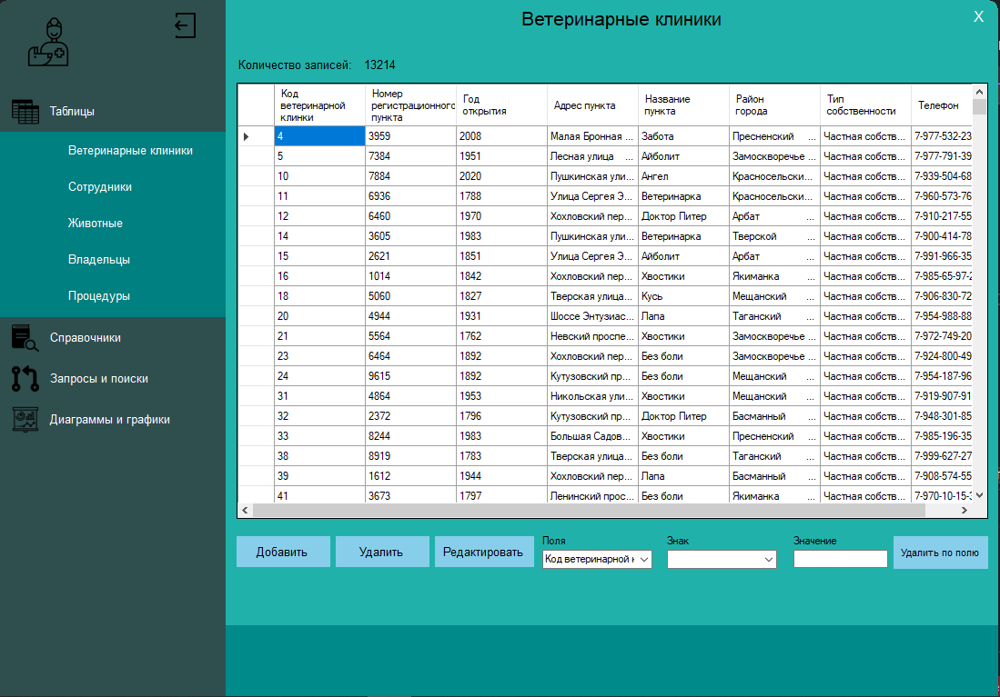 Ветеринарные клиники
X
Таблицы
Ветеринарные клиники
Сотрудники
Животные
Владельцы
Процедуры
Справочники
Запросы и поиски
Диаграммы и графики
Количество записей: 13214
Код ветеринарной клинки Номер регистрационного пункта Год открытия Адрес пункта Название пункта Район города Тип собственности Телефон
4 3959 2008 Малая Бронная ... Забота Пресненский ... Частная собств... 7-977-532-23
5 7384 1951 Лесная улица ... Айболит Замоскворечье ... Частная собств... 7-977-791-39
10 7884 2020 Пушкинская ули... Ангел Красносельски... Частная собств... 7-939-504-68
11 6936 1788 Улица Сергея Э... Ветеринарка Красносельски... Частная собств... 7-960-573-76
12 6460 1970 Хохловский пер... Доктор Питер Арбат ... Частная собств... 7-910-217-55
14 3605 1983 Пушкинская ули... Ветеринарка Тверской ... Частная собств... 7-900-414-78
15 2621 1851 Улица Сергея Э... Айболит Арбат ... Частная собств... 7-991-966-35
16 1014 1842 Хохловский пер... Хвостики Якиманка ... Частная собств... 7-985-65-97-2
18 5060 1827 Тверская улица... Кусь Мещанский ... Частная собств... 7-906-830-72
20 4944 1931 Шоссе Энтузиас... Лапа Таганский ... Частная собств... 7-954-988-88
21 5564 1762 Невский проспе... Хвостики Замоскворечье ... Частная собств... 7-972-749-20
23 6464 1892 Хохловский пер... Без боли Замоскворечье ... Частная собств... 7-924-800-49
24 9615 1892 Кутузовский пр... Без боли Мещанский ... Частная собств... 7-954-187-96
31 4864 1953 Никольская ули... Хвостики Мещанский ... Частная собств... 7-919-907-91
32 2372 1796 Кутузовский пр... Доктор Питер Басманный ... Частная собств... 7-948-301-85
33 8244 1983 Большая Садов... Хвостики Пресненский ... Частная собств... 7-985-196-35
38 8919 1783 Тверская улица... Без боли Таганский ... Частная собств... 7-999-627-27
39 1612 1944 Хохловский пер... Лапа Басманный ... Частная собств... 7-908-574-55
41 3673 1797 Ленинский прос... Без боли Якиманка ... Частная собств... 7-970-10-15-3
Добавить Удалить Редактировать
Поля Знак Значение
Код ветеринарной к
Удалить по полю